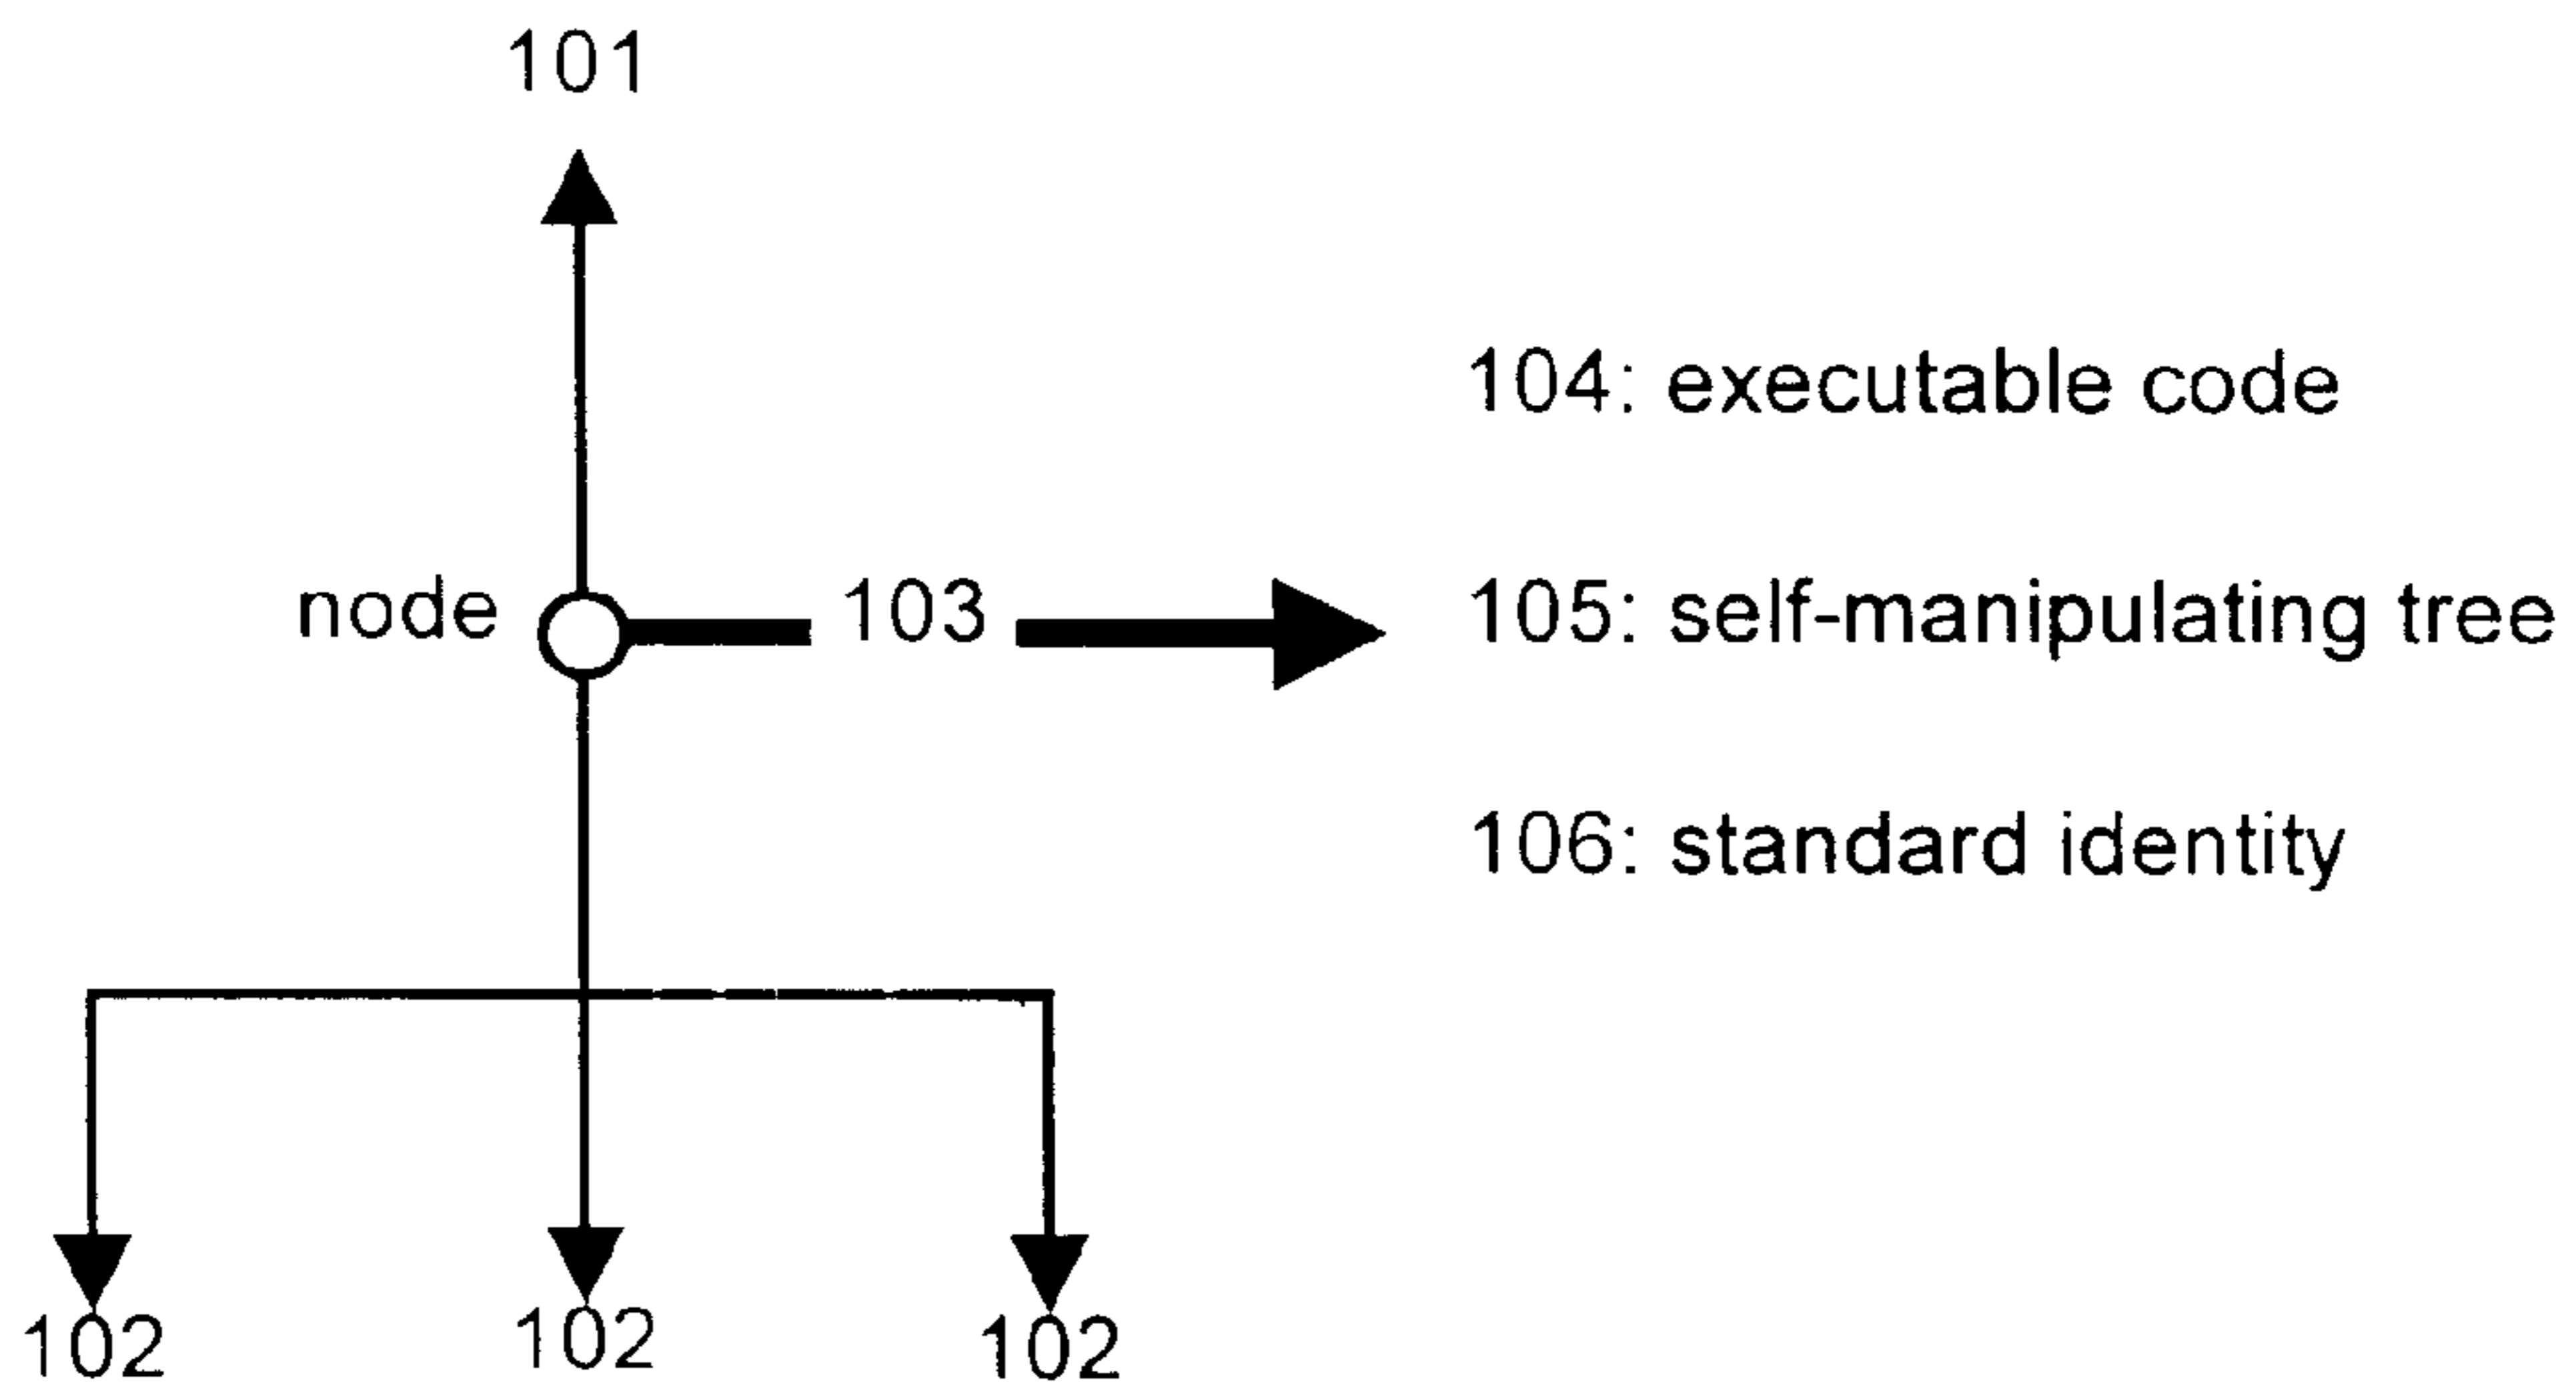 101
104: executable code
node
103
105: self-manipulating tree
106: standard identity
102
102
102